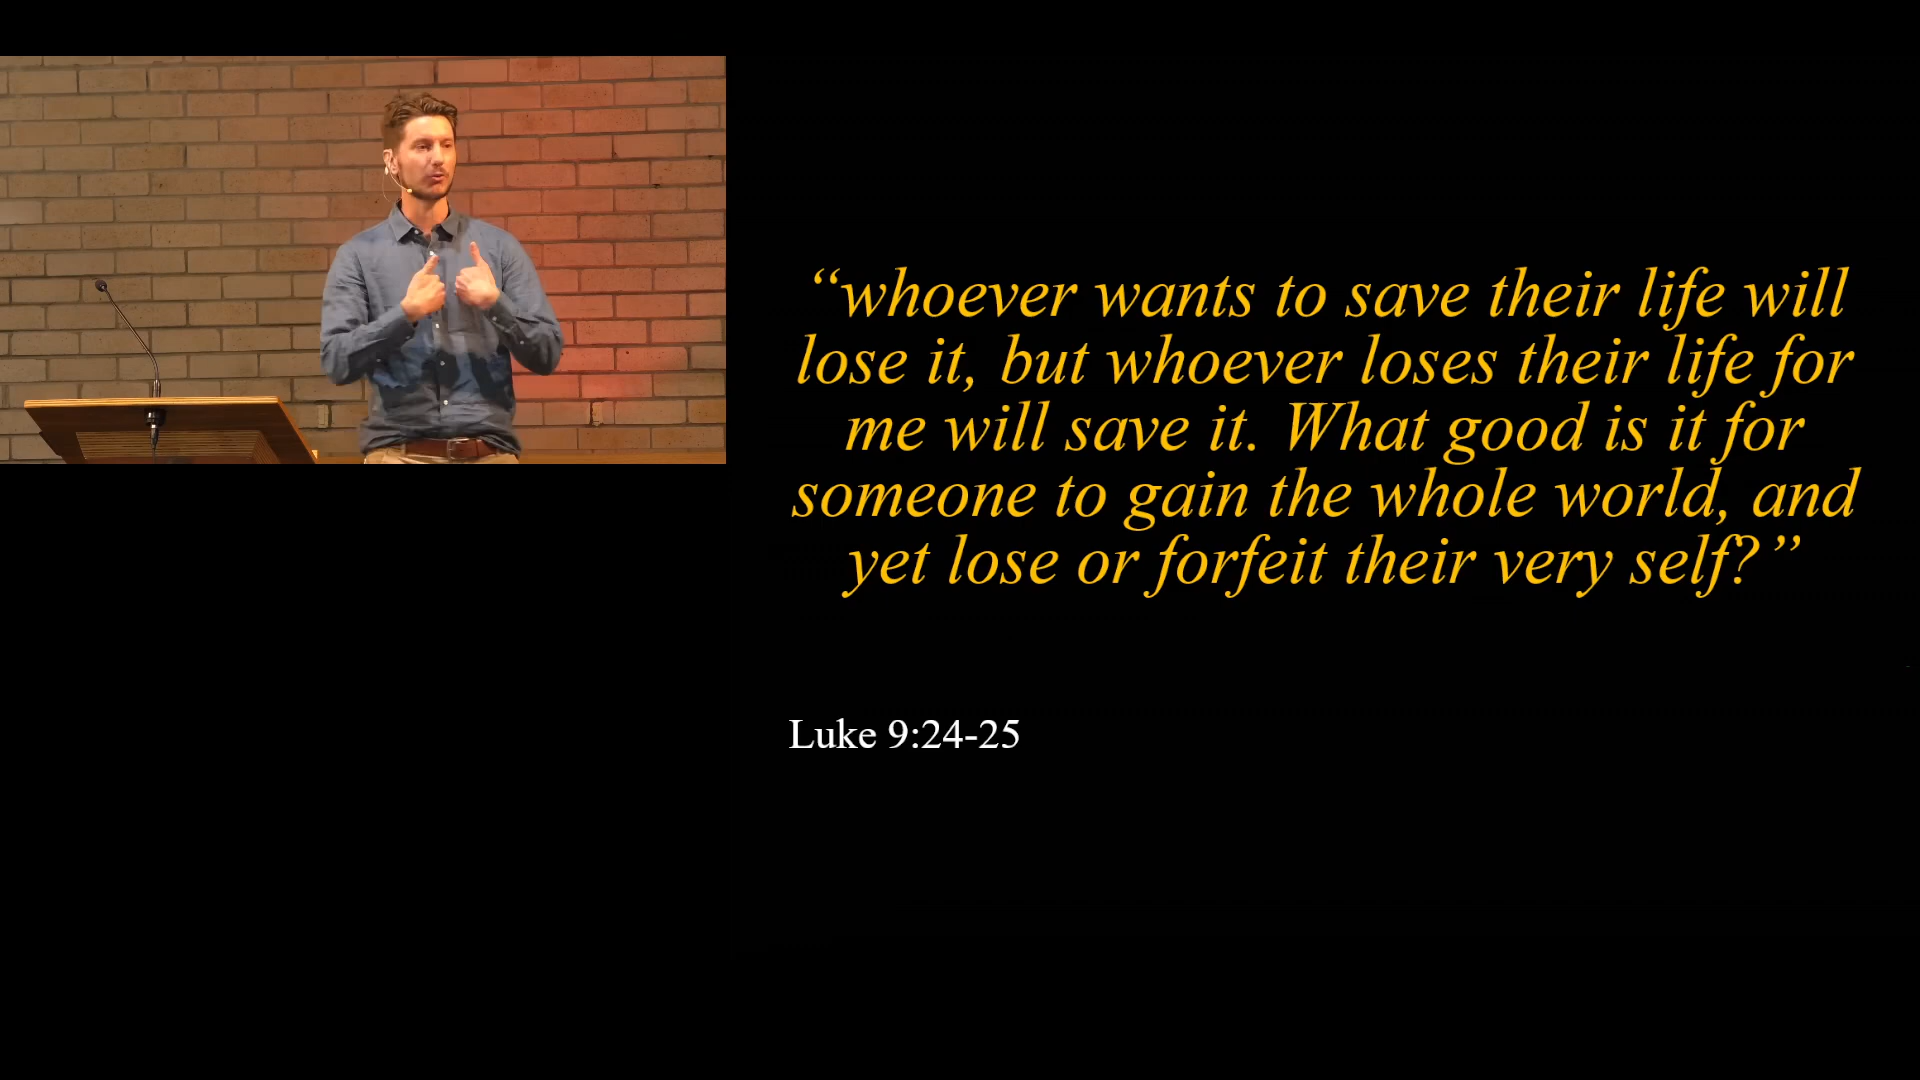 “whoever wants to save their life will
lose it, but whoever loses their life for
me will save it. What good is it for
someone to gain the whole world, and
yet lose or forfeit their very self?”
Luke 9:24-25